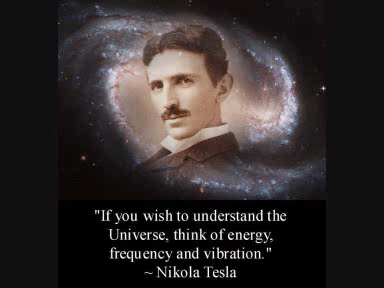 "If you wish to understand the
Universe, think of energy,
frequency and vibration."
~ Nikola Tesla